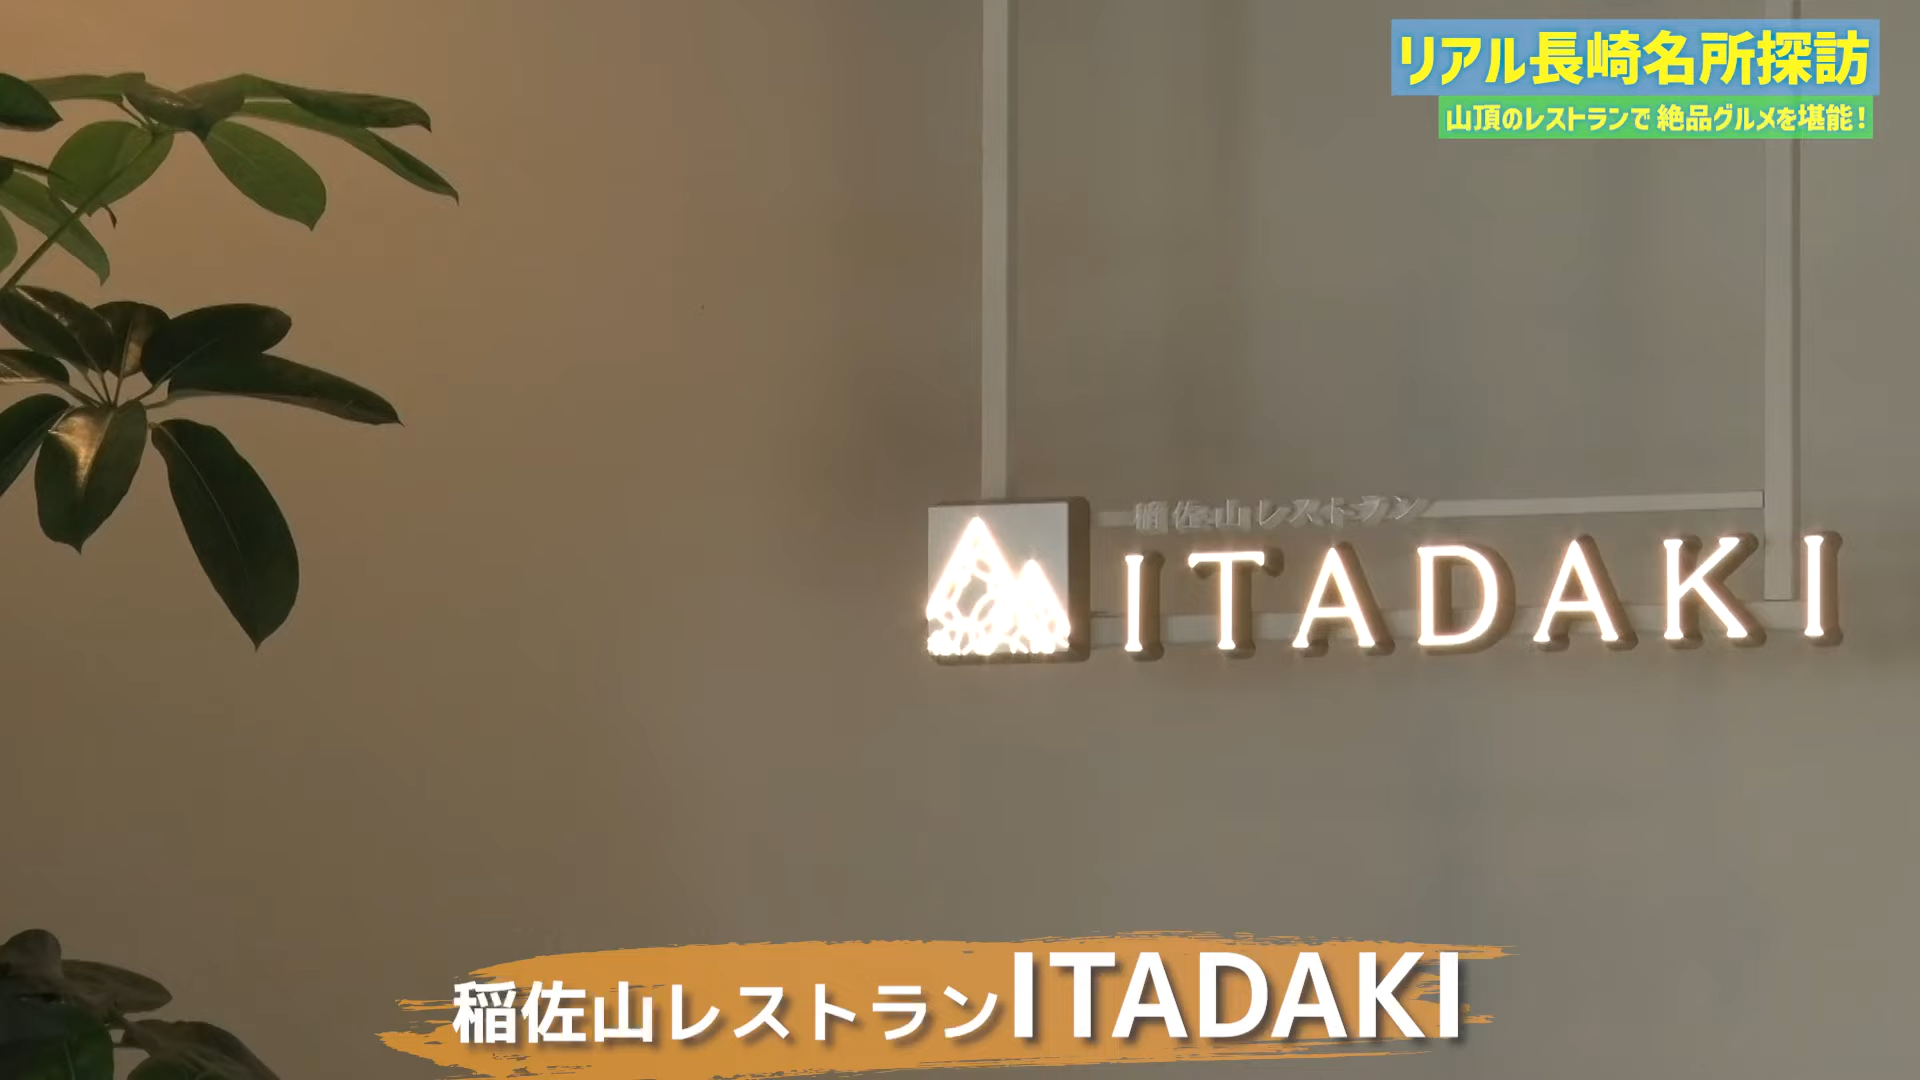 リアル長崎名所探訪
山頂のレストランで 絶品グルメを堪能!
稲佐山レストラン
ITADAKI
稲佐山レストランITADAKI